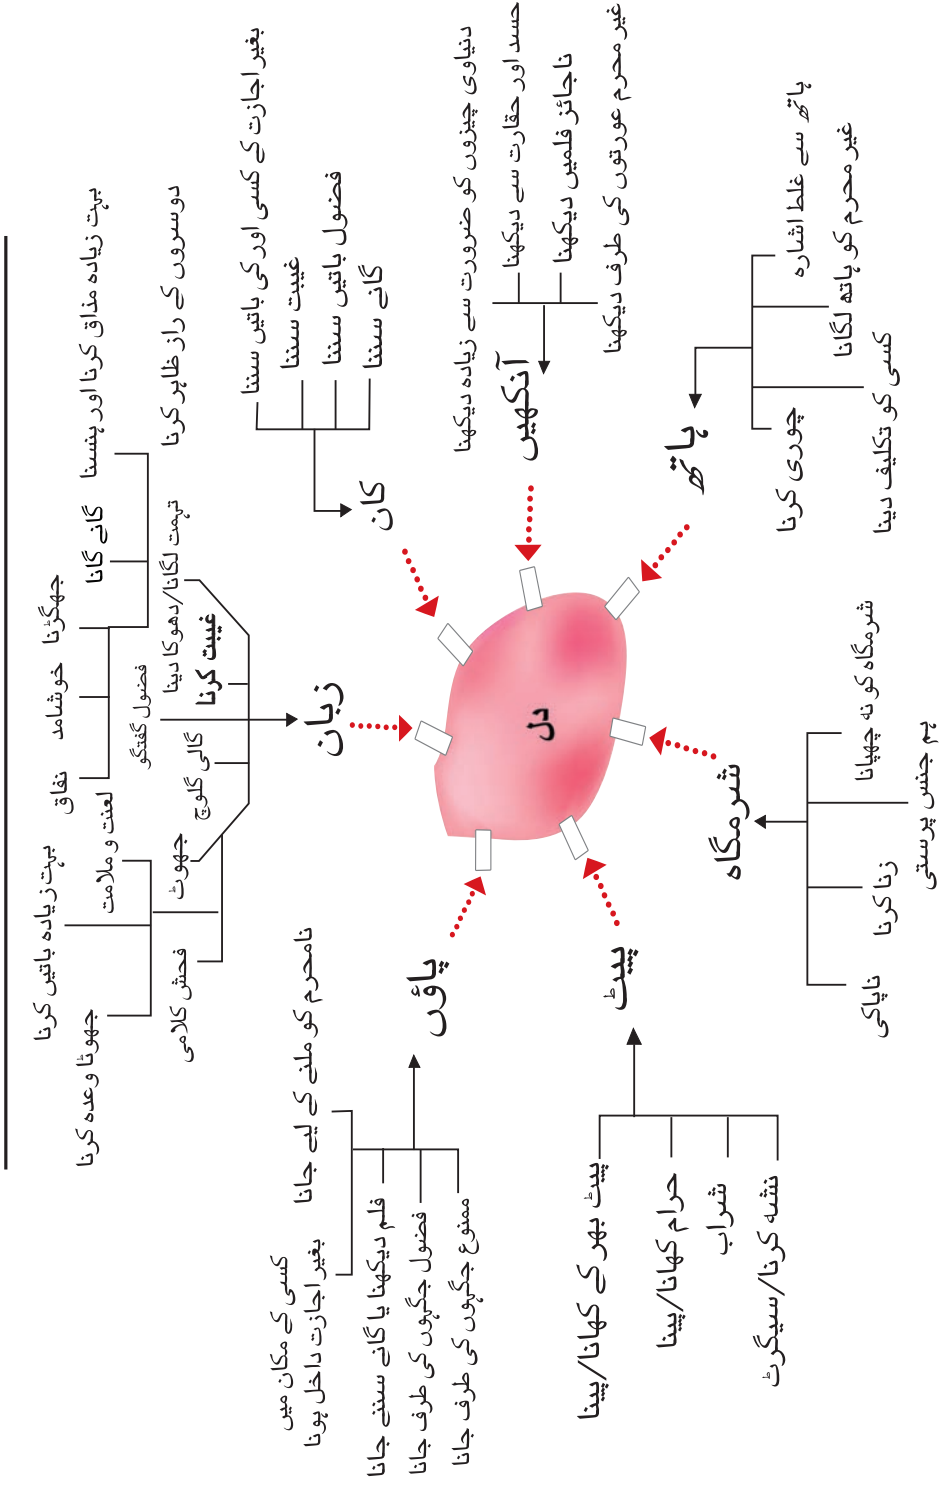 بہت زیادہ باتیں کرنا
نفاق
خوشامد
جھگڑنا
جھوٹا وعدہ کرنا
لعنت و ملامت
گانے گانا
بہت زیادہ مذاق کرنا اور ہنسنا
فضول گفتگو
فحش کلامی
جھوٹ
گالی گلوچ
غیبت کرنا
تہمت لگانا/دھوکا دینا
دوسروں کے راز ظاہر کرنا
زبان
بغیر اجازت کے کسی اور کی باتیں سننا
غیبت سننا
فضول باتیں سننا
گانے سننا
کان
دنیاوی چیزوں کو ضرورت سے زیادہ دیکھنا
حسد اور حقارت سے دیکھنا
ناجائز فلمیں دیکھنا
غیر محرم عورتوں کی طرف دیکھنا
آنکھیں
دل
کسی کے مکان میں
بغیر اجازت داخل ہونا
نامحرم کو ملنے کے لیے جانا
فلم دیکھنا یا گانے سننے جانا
فضول جگہوں کی طرف جانا
ممنوع جگہوں کی طرف جانا
پاؤں
پیٹ
پیٹ بھر کے کھانا/پینا
حرام کھانا/پینا
شراب
نشہ کرنا/سیگرٹ
شرمگاہ
ناپاکی
زنا کرنا
ہم جنس پرستی
شرمگاہ کو نہ چھپانا
ہاتھ
چوری کرنا
کسی کو تکلیف دینا
غیر محرم کو ہاتھ لگانا
ہاتھ سے غلط اشارہ